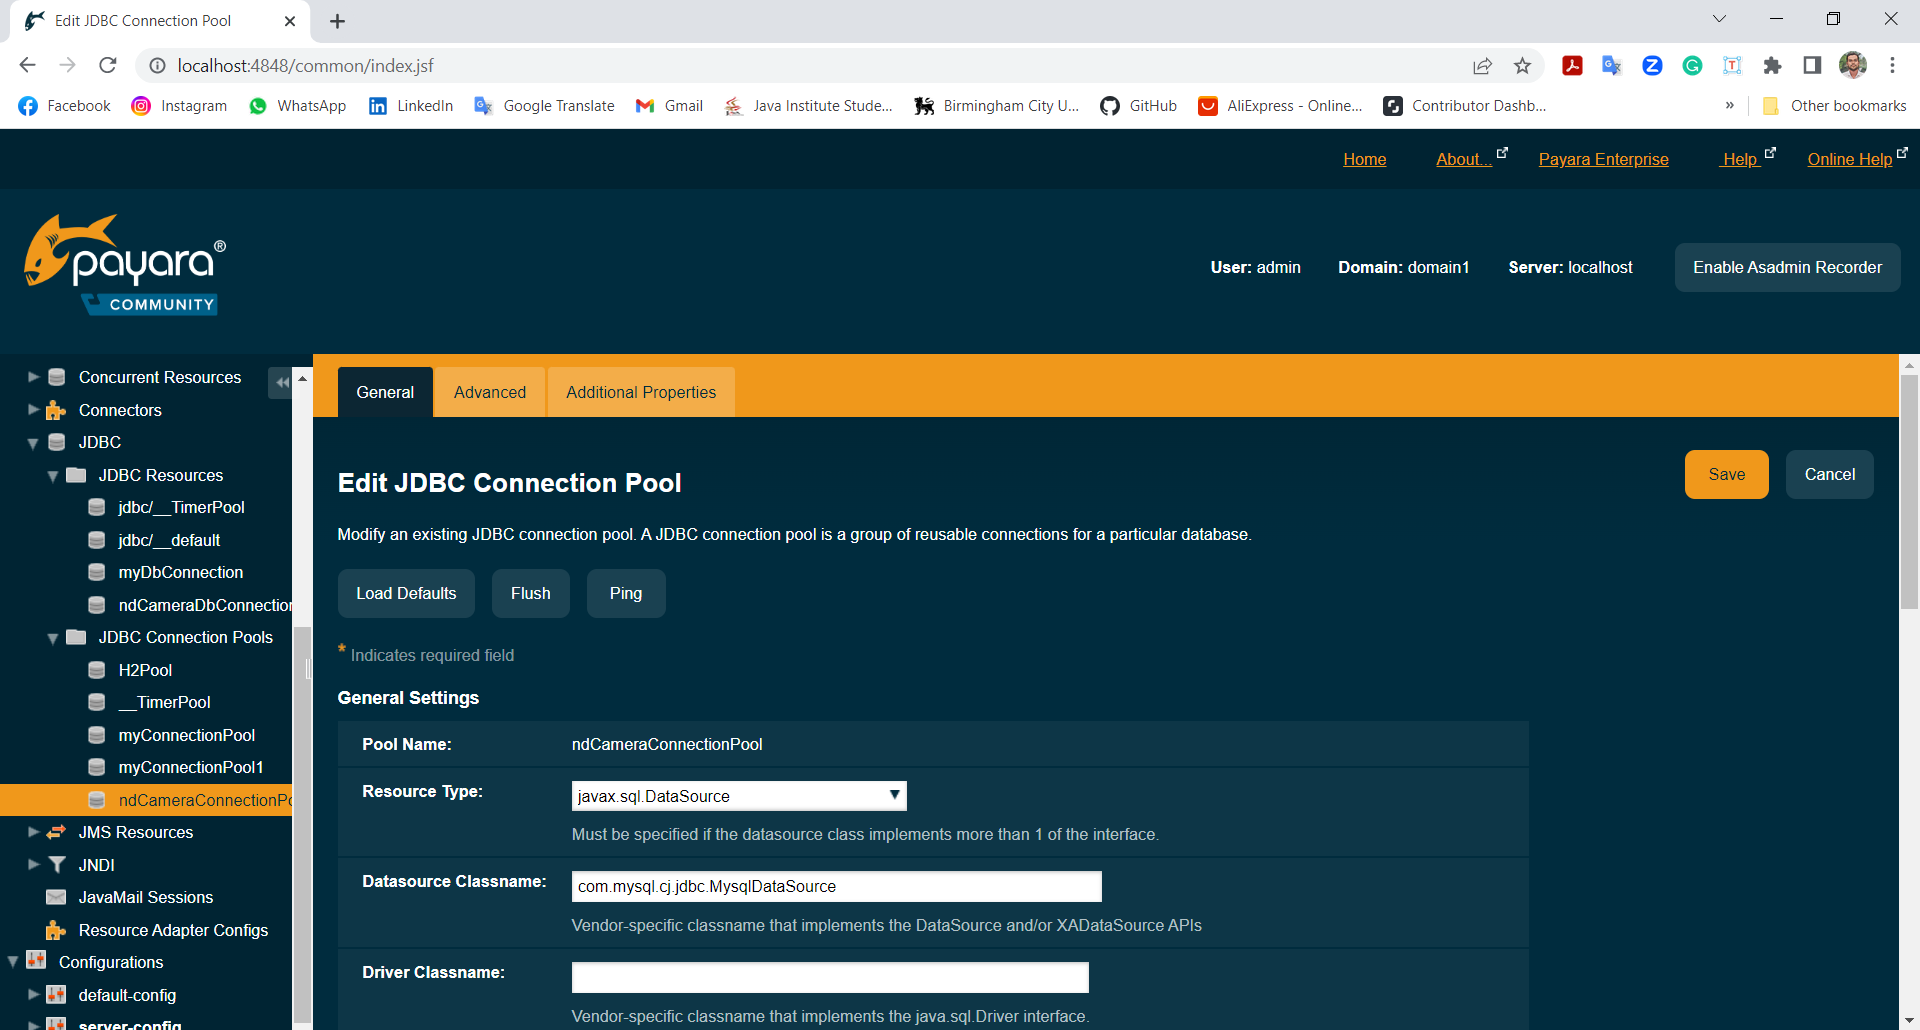 Edit JDBC Connection Pool
localhost:4848/common/index.jsf
Facebook Instagram WhatsApp LinkedIn Google Translate Gmail Java Institute Stude... Birmingham City U... GitHub AliExpress - Online... Contributor Dashb... » Other bookmarks
Home About... Payara Enterprise Help Online Help
payara®
COMMUNITY
User: admin Domain: domain1 Server: localhost Enable Asadmin Recorder
Concurrent Resources
Connectors
JDBC
JDBC Resources
jdbc/__TimerPool
jdbc/__default
myDbConnection
ndCameraDbConnection
JDBC Connection Pools
H2Pool
__TimerPool
myConnectionPool
myConnectionPool1
ndCameraConnectionPo
JMS Resources
JNDI
JavaMail Sessions
Resource Adapter Configs
Configurations
default-config
server-config
General Advanced Additional Properties
Edit JDBC Connection Pool
Save Cancel
Modify an existing JDBC connection pool. A JDBC connection pool is a group of reusable connections for a particular database.
Load Defaults Flush Ping
* Indicates required field
General Settings
Pool Name: ndCameraConnectionPool
Resource Type: javax.sql.DataSource
Must be specified if the datasource class implements more than 1 of the interface.
Datasource Classname: com.mysql.cj.jdbc.MysqlDataSource
Vendor-specific classname that implements the DataSource and/or XADataSource APIs
Driver Classname:
Vendor-specific classname that implements the java.sql.Driver interface.